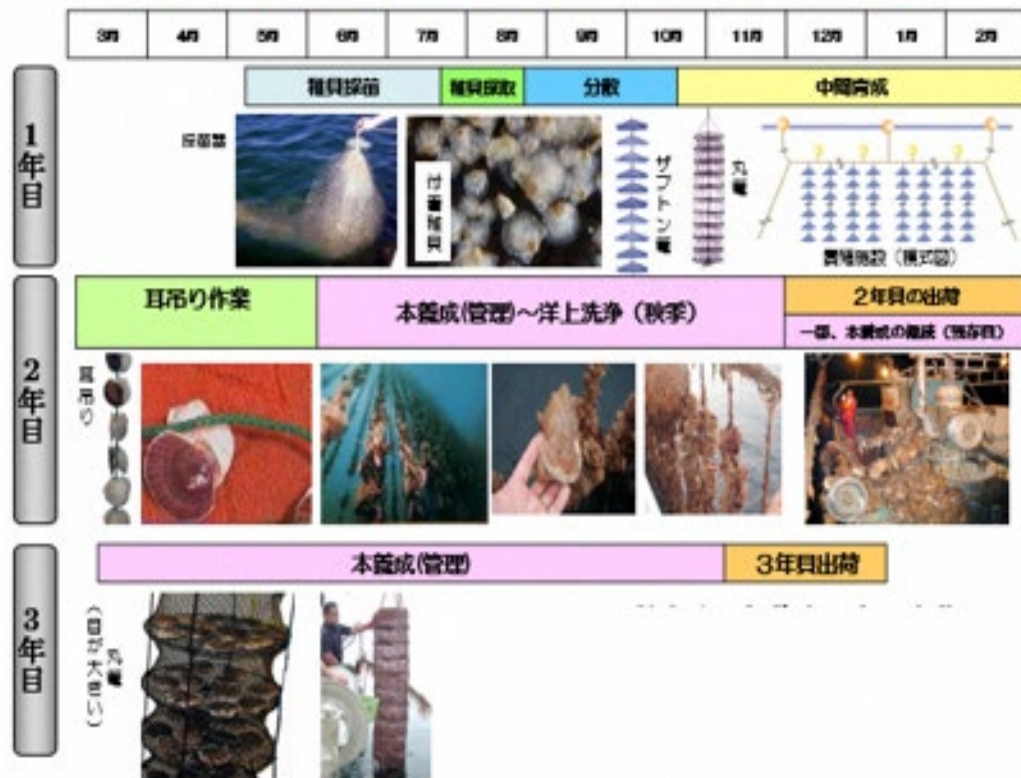 3月 4月 5月 6月 7月 8月 9月 10月 11月 12月 1月 2月
1年目
稚貝採苗 稚貝採取 分散 中間育成
採苗器
付着稚貝
ザブトン籠
丸籠
養殖施設（模式図）
2年目
耳吊り作業 本養成(管理)～洋上洗浄（秋季） 2年貝の出荷
一部、本養成の継続（残存貝）
耳吊り
3年目
本養成(管理) 3年貝出荷
丸籠
（目が大きい）